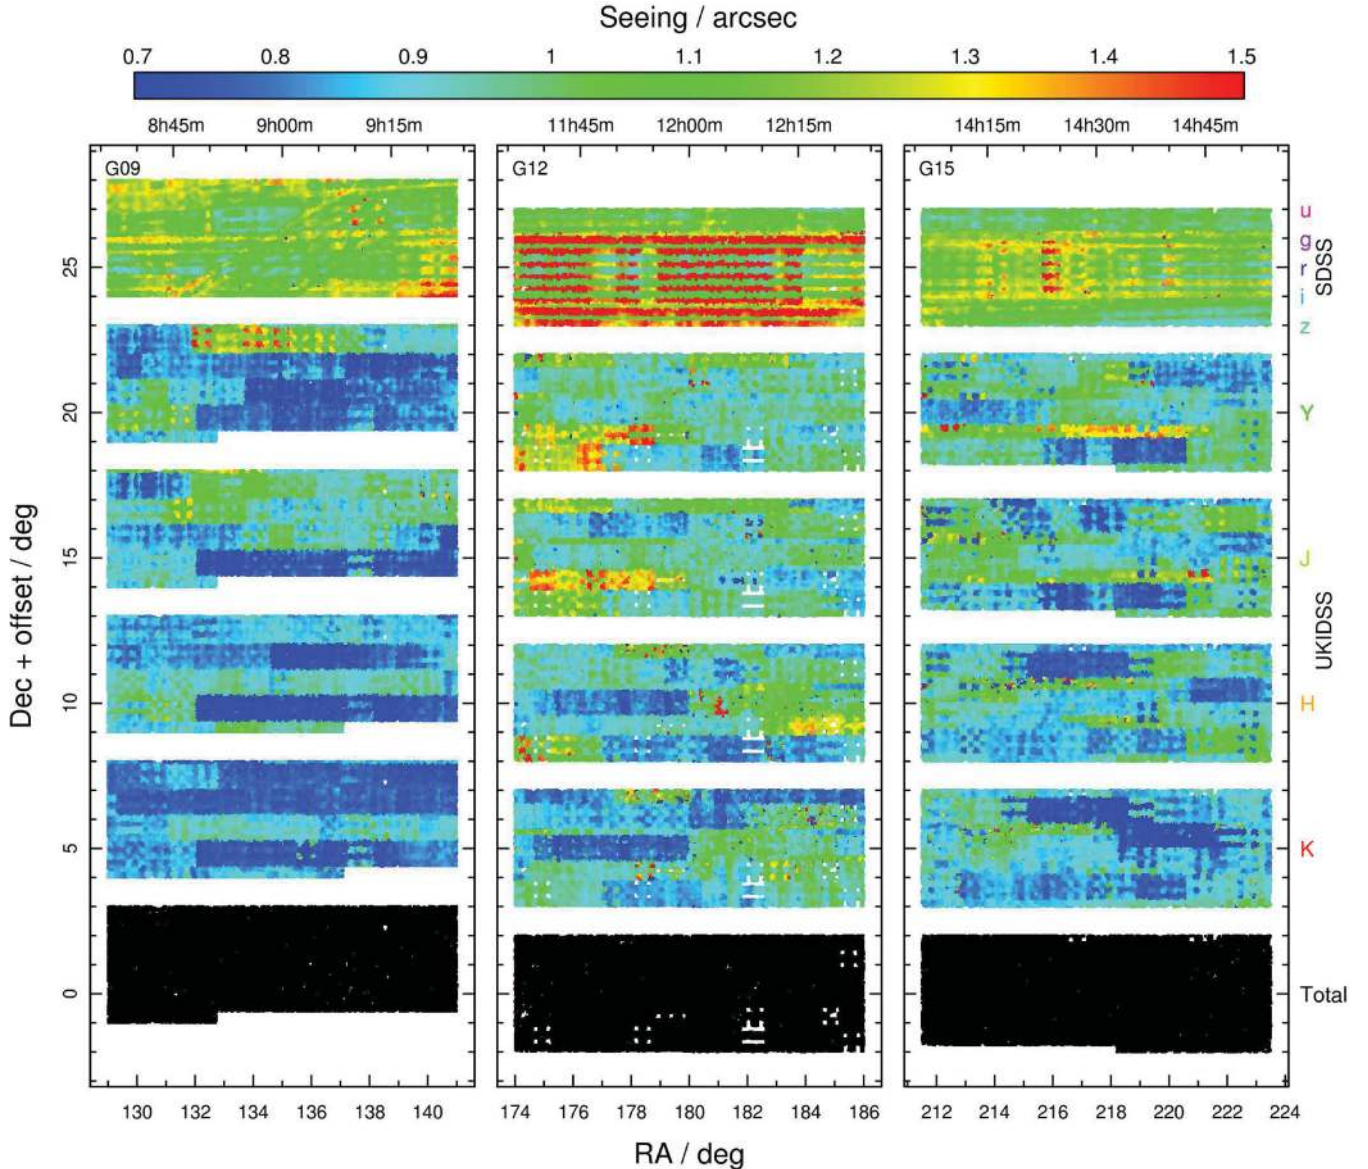 Seeing / arcsec
0.7 0.8 0.9 1 1.1 1.2 1.3 1.4 1.5
8h45m 9h00m 9h15m 11h45m 12h00m 12h15m 14h15m 14h30m 14h45m
G09 G12 G15
u
g
r
i
z
SDSS
Y
J
H
K
UKIDSS
Total
25
20
15
10
5
0
Dec + offset / deg
130 132 134 136 138 140 174 176 178 180 182 184 186 212 214 216 218 220 222 224
RA / deg